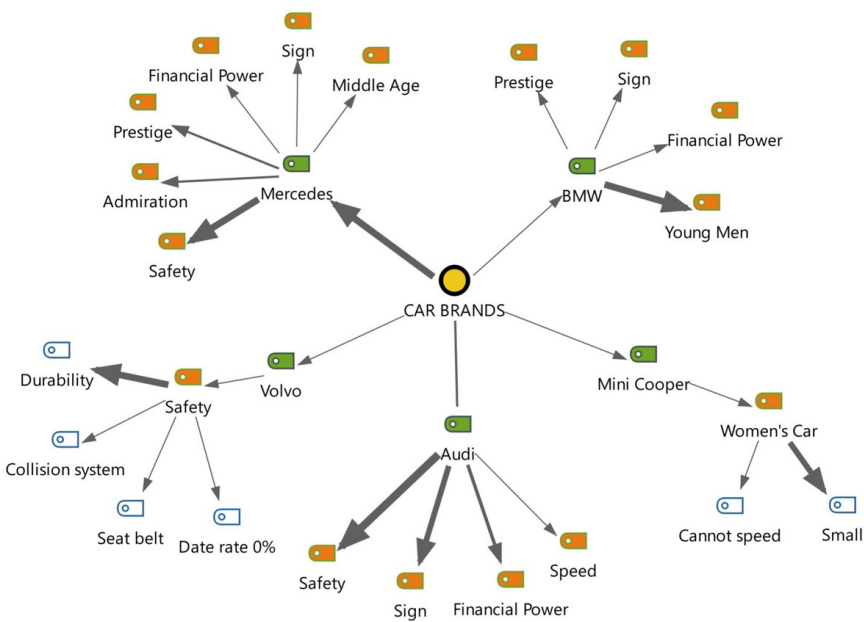 Sign
Financial Power
Middle Age
Prestige
Admiration
Mercedes
Safety
Prestige
Sign
Financial Power
BMW
Young Men
CAR BRANDS
Durability
Safety
Volvo
Collision system
Seat belt
Date rate 0%
Mini Cooper
Women's Car
Cannot speed
Small
Audi
Safety
Sign
Financial Power
Speed